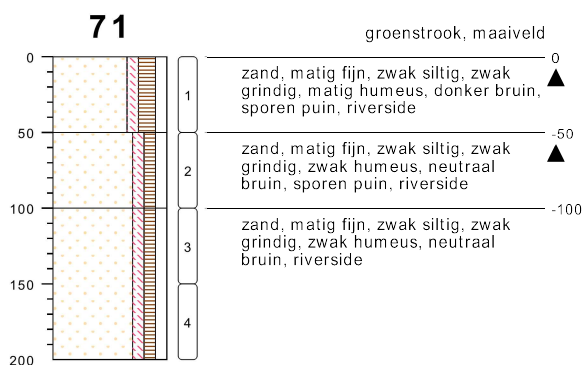 71
groenstrook, maaiveld
0
0
zand, matig fijn, zwak siltig, zwak
grindig, matig humeus, donker bruin,
sporen puin, riverside
1
50
-50
zand, matig fijn, zwak siltig, zwak
grindig, zwak humeus, neutraal
bruin, sporen puin, riverside
2
100
-100
zand, matig fijn, zwak siltig, zwak
grindig, zwak humeus, neutraal
bruin, riverside
3
150
4
200